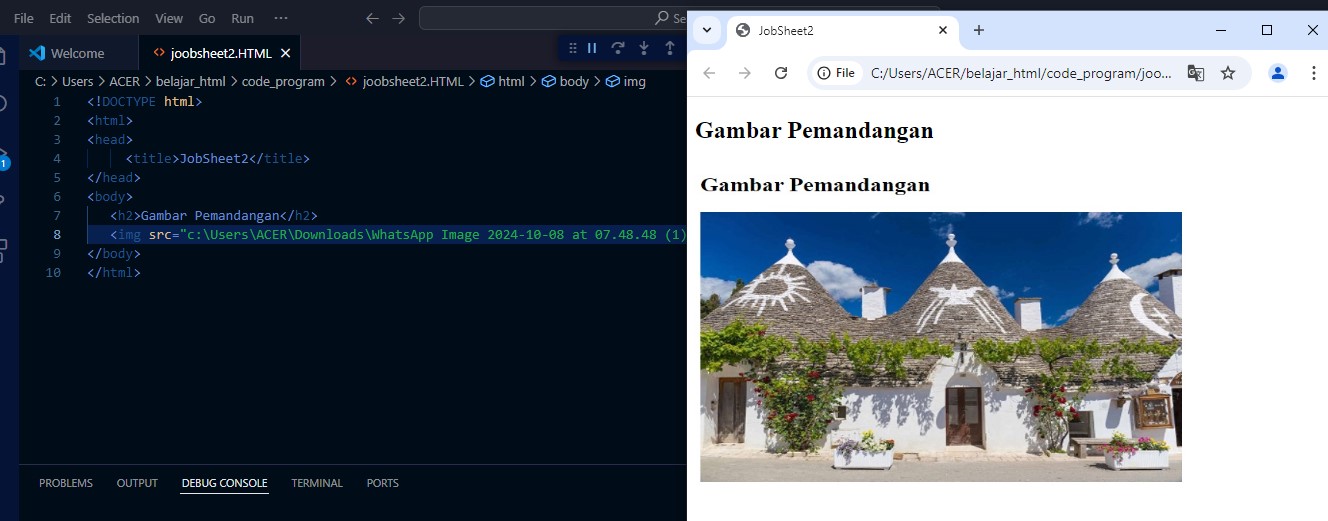 File Edit Selection View Go Run ···
Se
Welcome
joobsheet2.HTML
C: > Users > ACER > belajar_html > code_program > joobsheet2.HTML > html > body > img
1 <!DOCTYPE html>
2 <html>
3 <head>
4 <title>JobSheet2</title>
5 </head>
6 <body>
7 <h2>Gambar Pemandangan</h2>
8 <img src="c:\Users\ACER\Downloads\WhatsApp Image 2024-10-08 at 07.48.48 (1)
9 </body>
10 </html>
1
PROBLEMS OUTPUT DEBUG CONSOLE TERMINAL PORTS
JobSheet2
File C:/Users/ACER/belajar_html/code_program/joo...
Gambar Pemandangan
Gambar Pemandangan